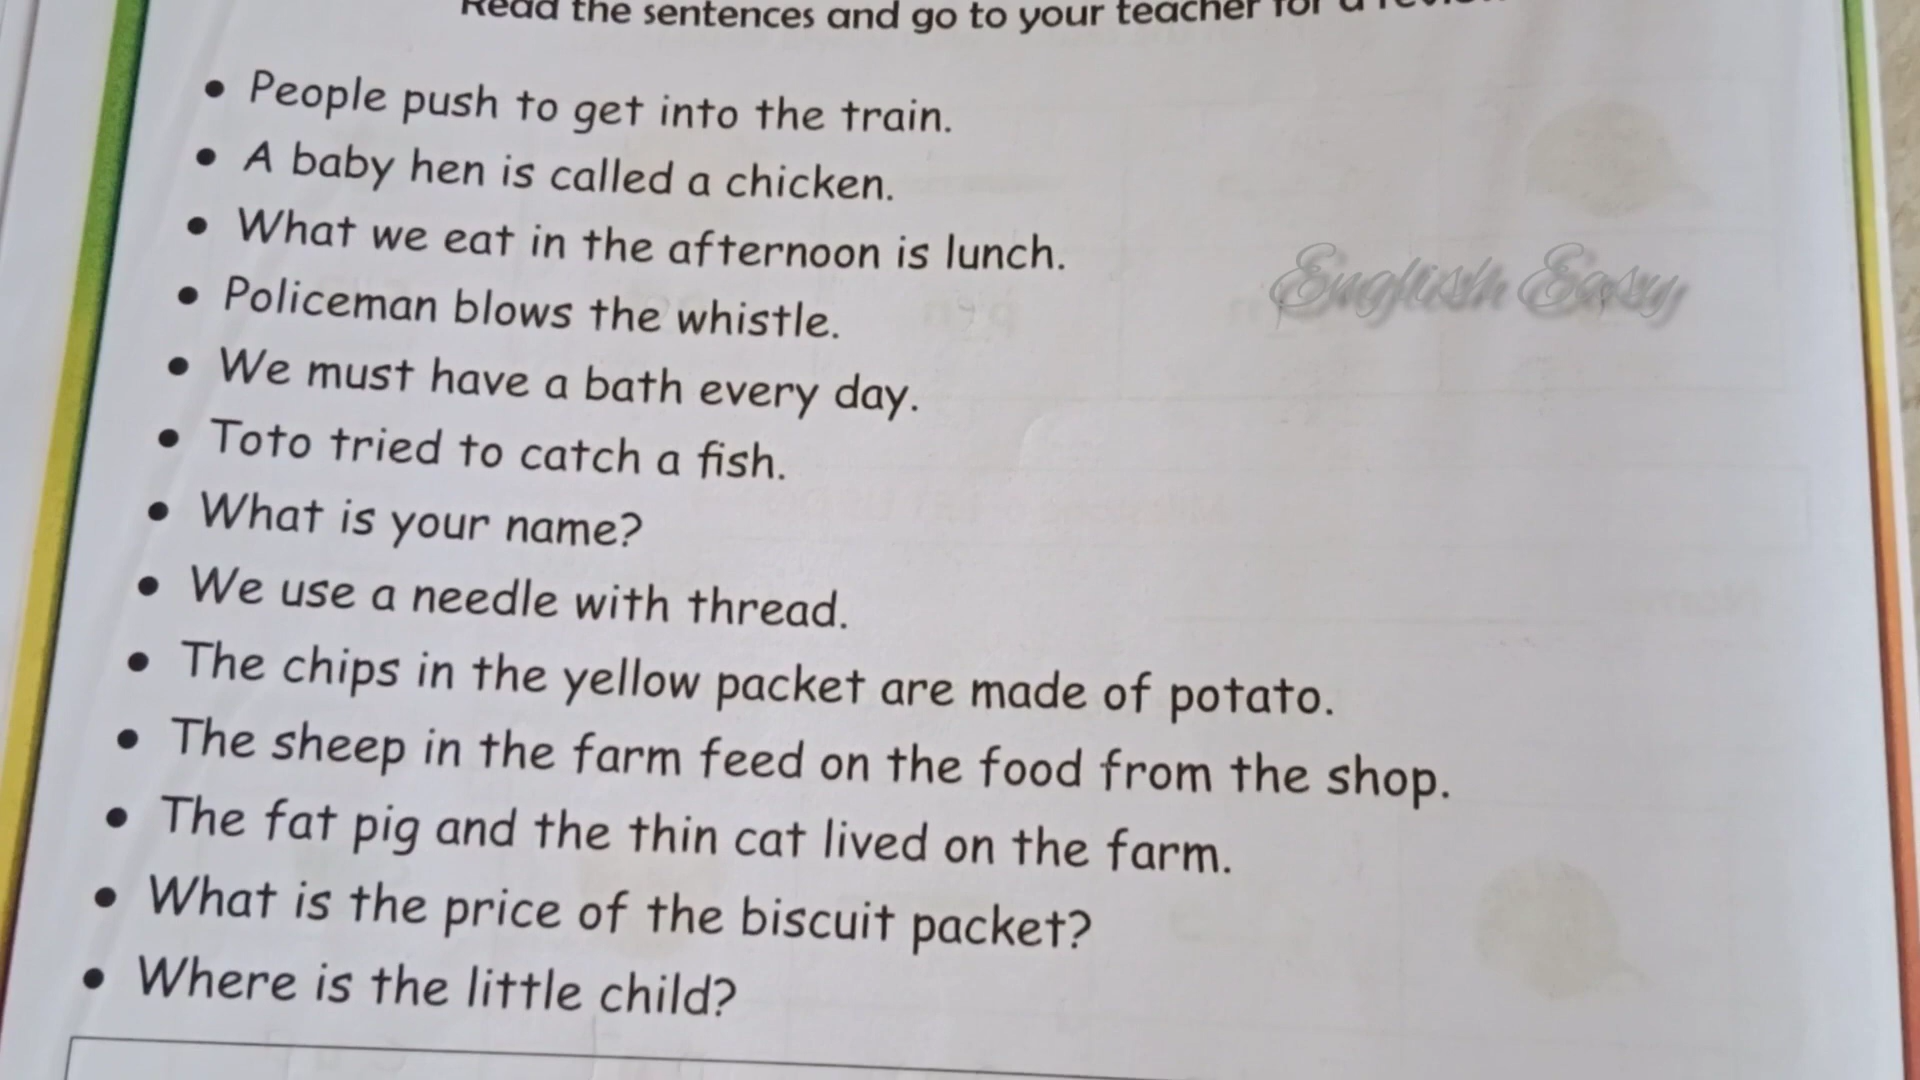 Read the sentences and go to your teacher for a
• People push to get into the train.
• A baby hen is called a chicken.
• What we eat in the afternoon is lunch.
English Easy
• Policeman blows the whistle.
• We must have a bath every day.
• Toto tried to catch a fish.
• What is your name?
• We use a needle with thread.
• The chips in the yellow packet are made of potato.
• The sheep in the farm feed on the food from the shop.
• The fat pig and the thin cat lived on the farm.
• What is the price of the biscuit packet?
• Where is the little child?